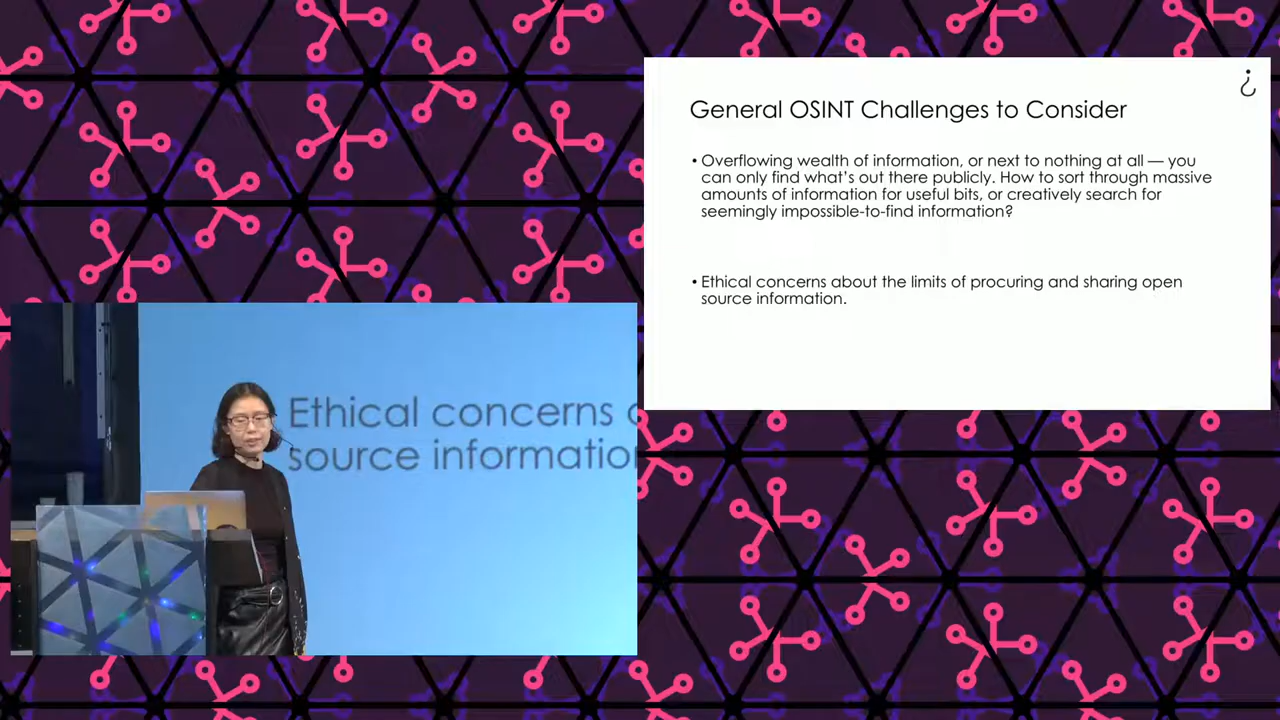 ¿
General OSINT Challenges to Consider
• Overflowing wealth of information, or next to nothing at all — you
can only find what's out there publicly. How to sort through massive
amounts of information for useful bits, or creatively search for
seemingly impossible-to-find information?
• Ethical concerns about the limits of procuring and sharing open
source information.
Ethical concerns
source informatio